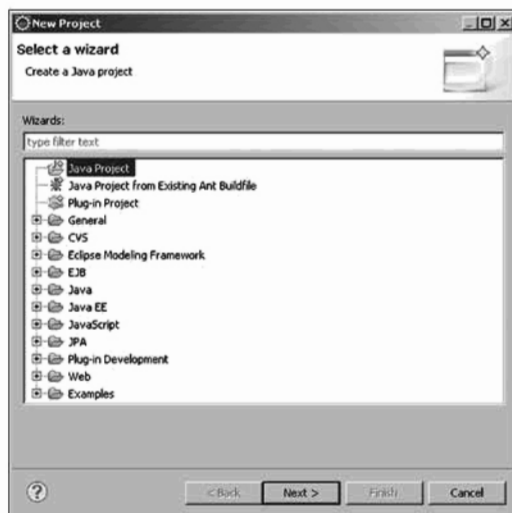 New Project
Select a wizard
Create a Java project
Wizards:
type filter text
Java Project
Java Project from Existing Ant Buildfile
Plug-in Project
General
CVS
Eclipse Modeling Framework
EJB
Java
Java EE
JavaScript
JPA
Plug-in Development
Web
Examples
?
< Back
Next >
Finish
Cancel